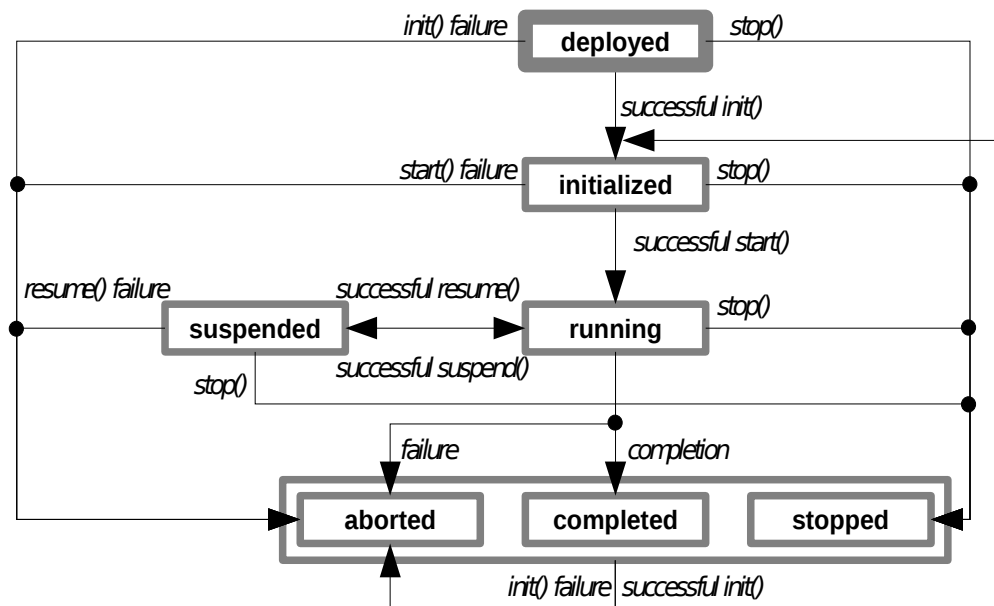 init() failure
deployed
stop()
successful init()
start() failure
initialized
stop()
successful start()
resume() failure
successful resume()
stop()
suspended
running
successful suspend()
stop()
failure
completion
aborted
completed
stopped
init() failure
successful init()